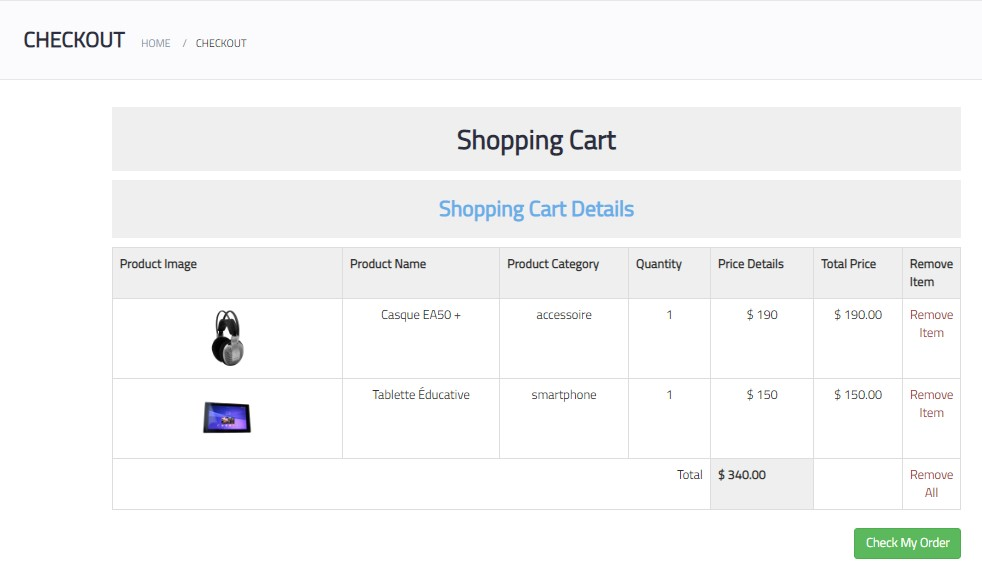 CHECKOUT HOME / CHECKOUT
Shopping Cart
Shopping Cart Details
Product Image Product Name Product Category Quantity Price Details Total Price Remove
Item
Casque EA50 + accessoire 1 $ 190 $ 190.00 Remove
Item
Tablette Éducative smartphone 1 $ 150 $ 150.00 Remove
Item
Total $ 340.00 Remove
All
Check My Order